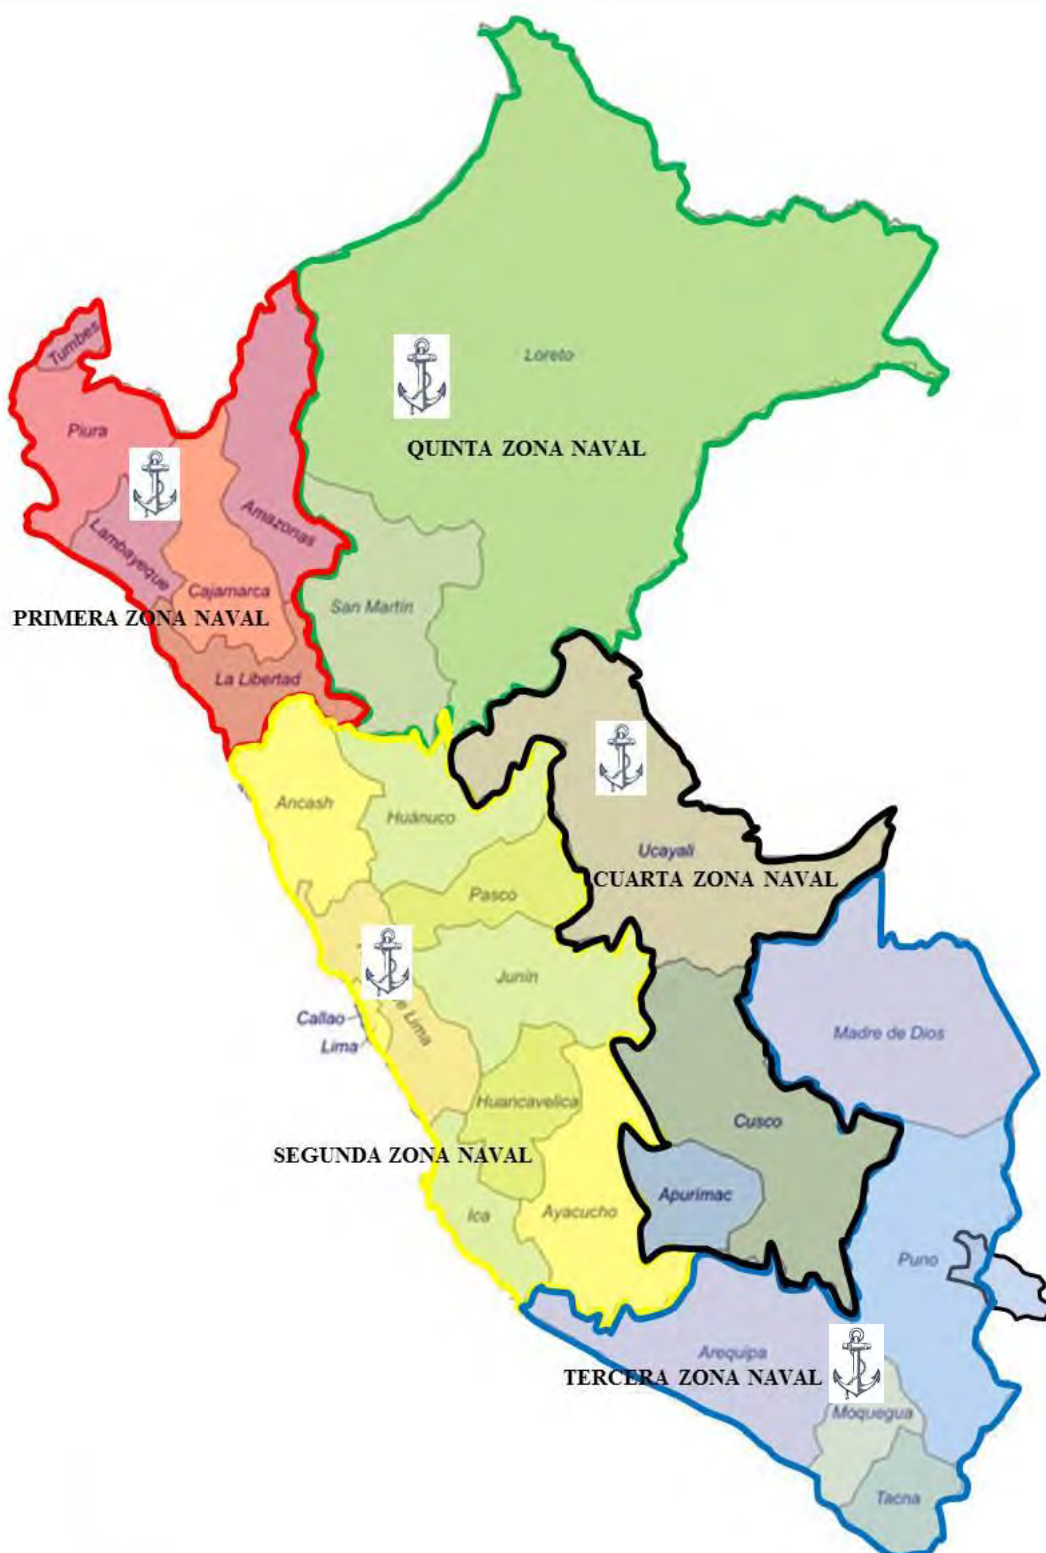 Loreto
QUINTA ZONA NAVAL
Tumbes
Piura
Amazonas
Lambayeque
Cajamarca
San Martín
PRIMERA ZONA NAVAL
La Libertad
Ancash
Huánuco
Ucayali
CUARTA ZONA NAVAL
Pasco
Junín
Lima
Callao
Lima
Madre de Dios
Huancavelica
Cusco
SEGUNDA ZONA NAVAL
Apurímac
Ica
Ayacucho
Puno
Arequipa
TERCERA ZONA NAVAL
Moquegua
Tacna